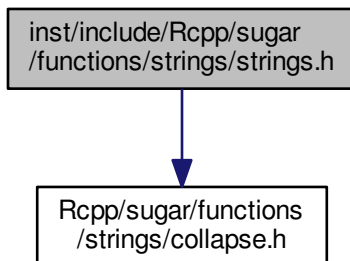 inst/include/Rcpp/sugar
/functions/strings/strings.h
Rcpp/sugar/functions
/strings/collapse.h